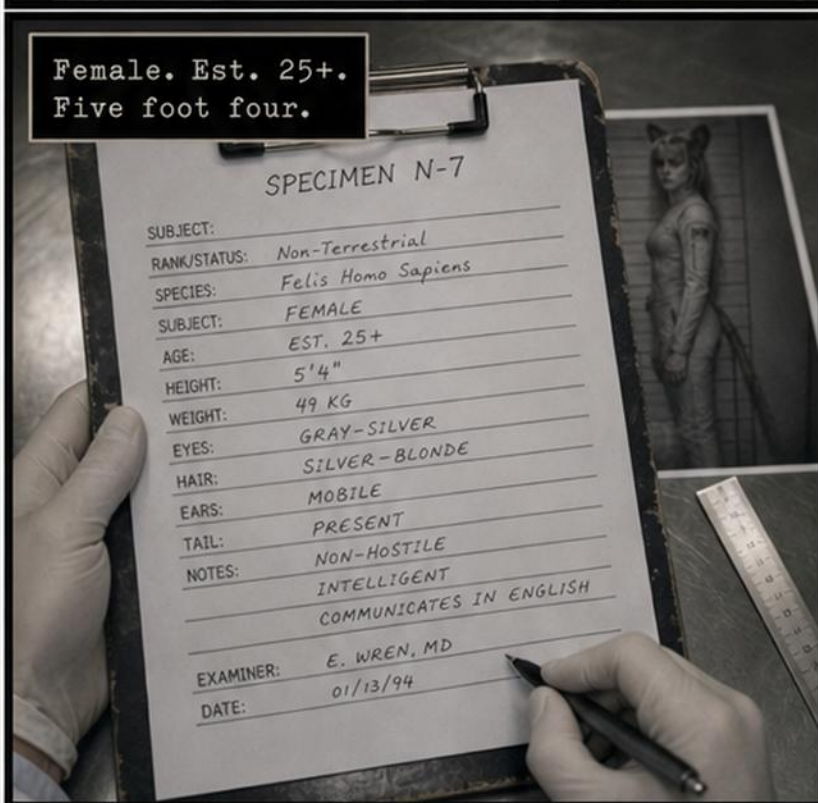 Female. Est. 25+.
Five foot four.
SPECIMEN N-7
SUBJECT:
RANK/STATUS: Non-Terrestrial
SPECIES: Felis Homo Sapiens
SUBJECT: FEMALE
AGE: EST. 25+
HEIGHT: 5'4"
WEIGHT: 49 KG
EYES: GRAY-SILVER
HAIR: SILVER-BLONDE
EARS: MOBILE
TAIL: PRESENT
NOTES: NON-HOSTILE
INTELLIGENT
COMMUNICATES IN ENGLISH
EXAMINER: E. WREN, MD
DATE: 01/13/94